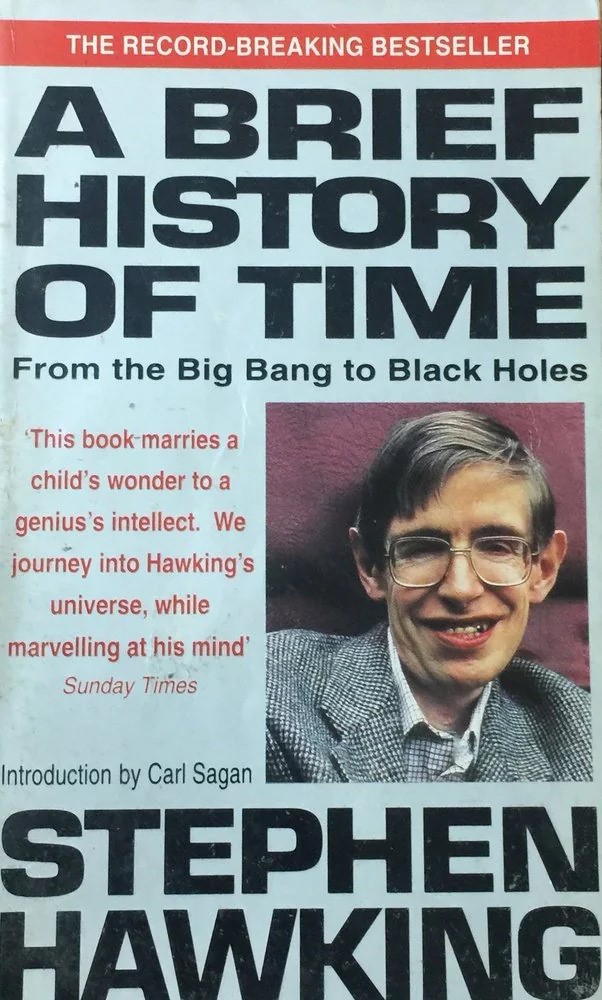 THE RECORD-BREAKING BESTSELLER
A BRIEF
HISTORY
OF TIME
From the Big Bang to Black Holes
‘This book marries a
child’s wonder to a
genius’s intellect. We
journey into Hawking’s
universe, while
marvelling at his mind’
Sunday Times
Introduction by Carl Sagan
STEPHEN
HAWKING